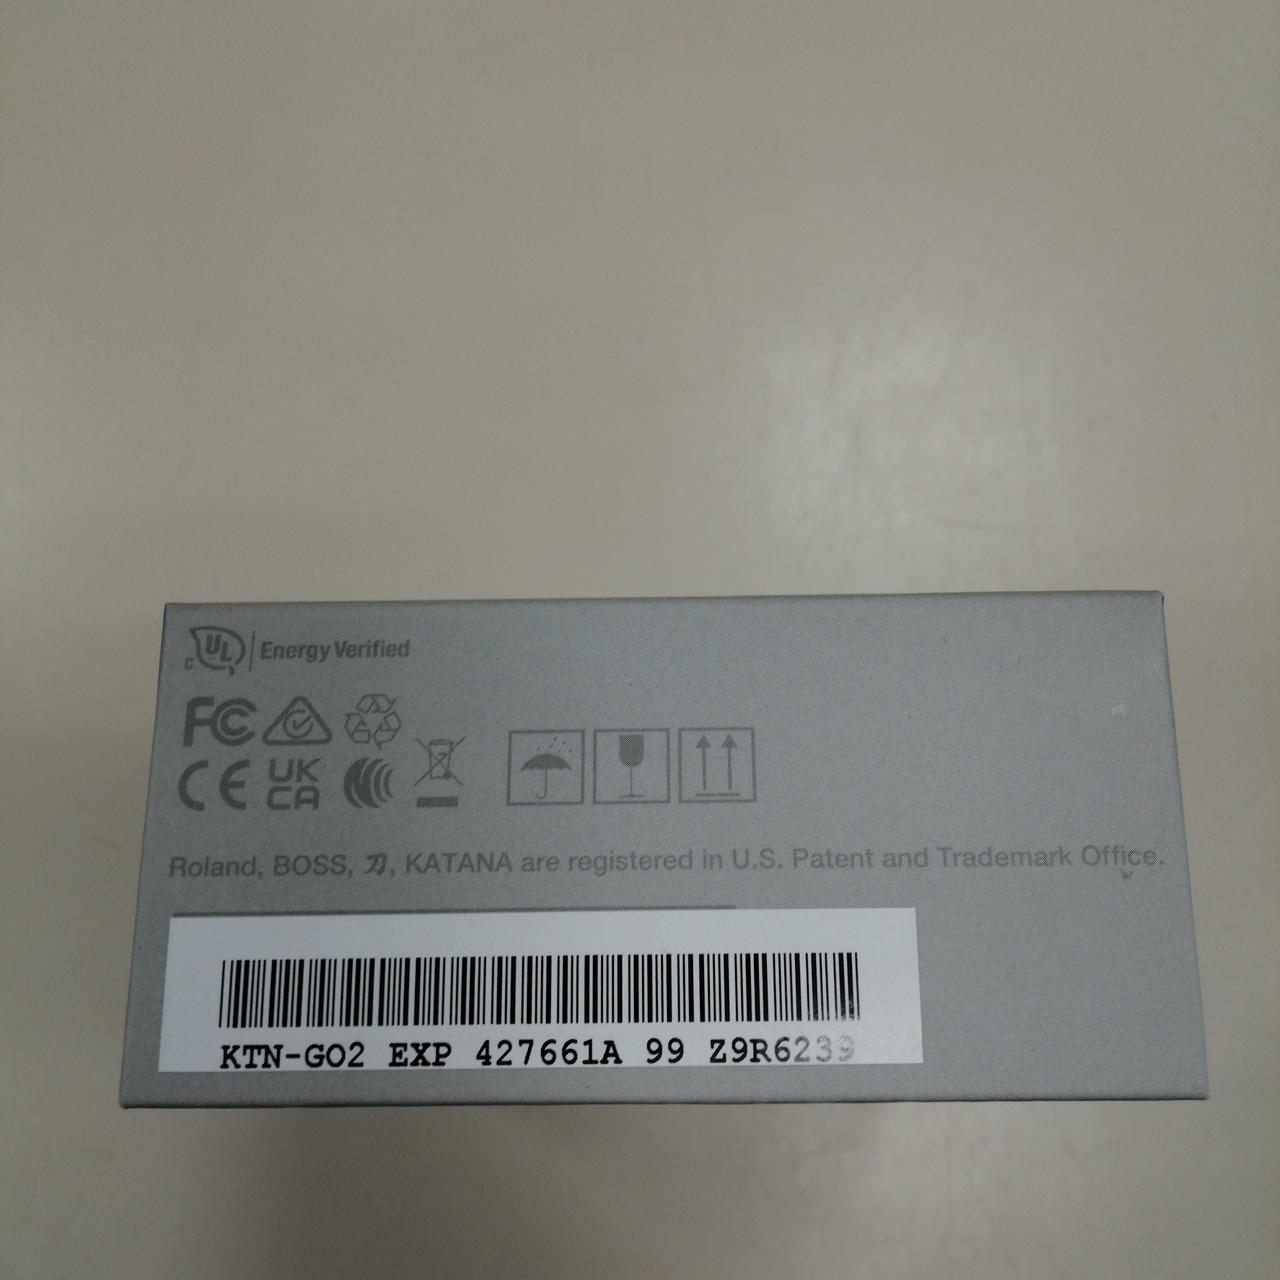 c UL Energy Verified
FC
CE UK CA
Roland, BOSS, 刀, KATANA are registered in U.S. Patent and Trademark Office.
KTN-GO2 EXP 427661A 99 Z9R6239